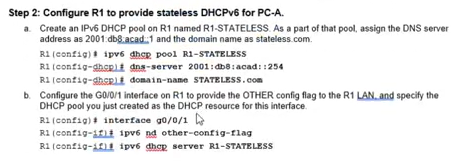 Step 2: Configure R1 to provide stateless DHCPv6 for PC-A.
a. Create an IPv6 DHCP pool on R1 named R1-STATELESS. As a part of that pool, assign the DNS server
address as 2001:db8:acad::1 and the domain name as stateless.com.
R1(config)# ipv6 dhcp pool R1-STATELESS
R1(config-dhcp)# dns-server 2001:db8:acad::254
R1(config-dhcp)# domain-name STATELESS.com
b. Configure the G0/0/1 interface on R1 to provide the OTHER config flag to the R1 LAN, and specify the
DHCP pool you just created as the DHCP resource for this interface.
R1(config)# interface g0/0/1
R1(config-if)# ipv6 nd other-config-flag
R1(config-if)# ipv6 dhcp server R1-STATELESS